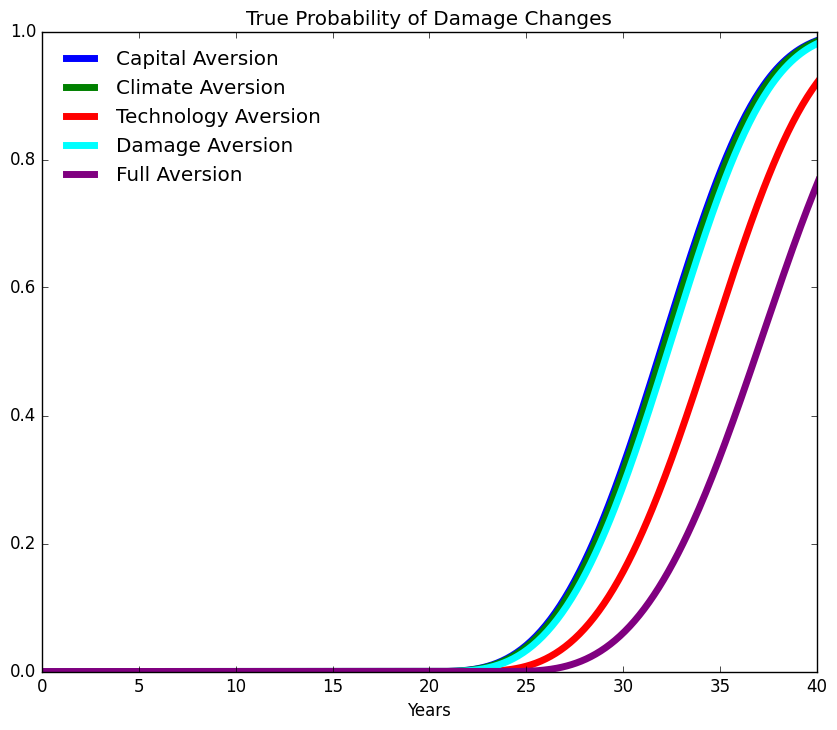 True Probability of Damage Changes
1.0
Capital Aversion
Climate Aversion
Technology Aversion
Damage Aversion
Full Aversion
0.8
0.6
0.4
0.2
0.0
0 5 10 15 20 25 30 35 40
Years